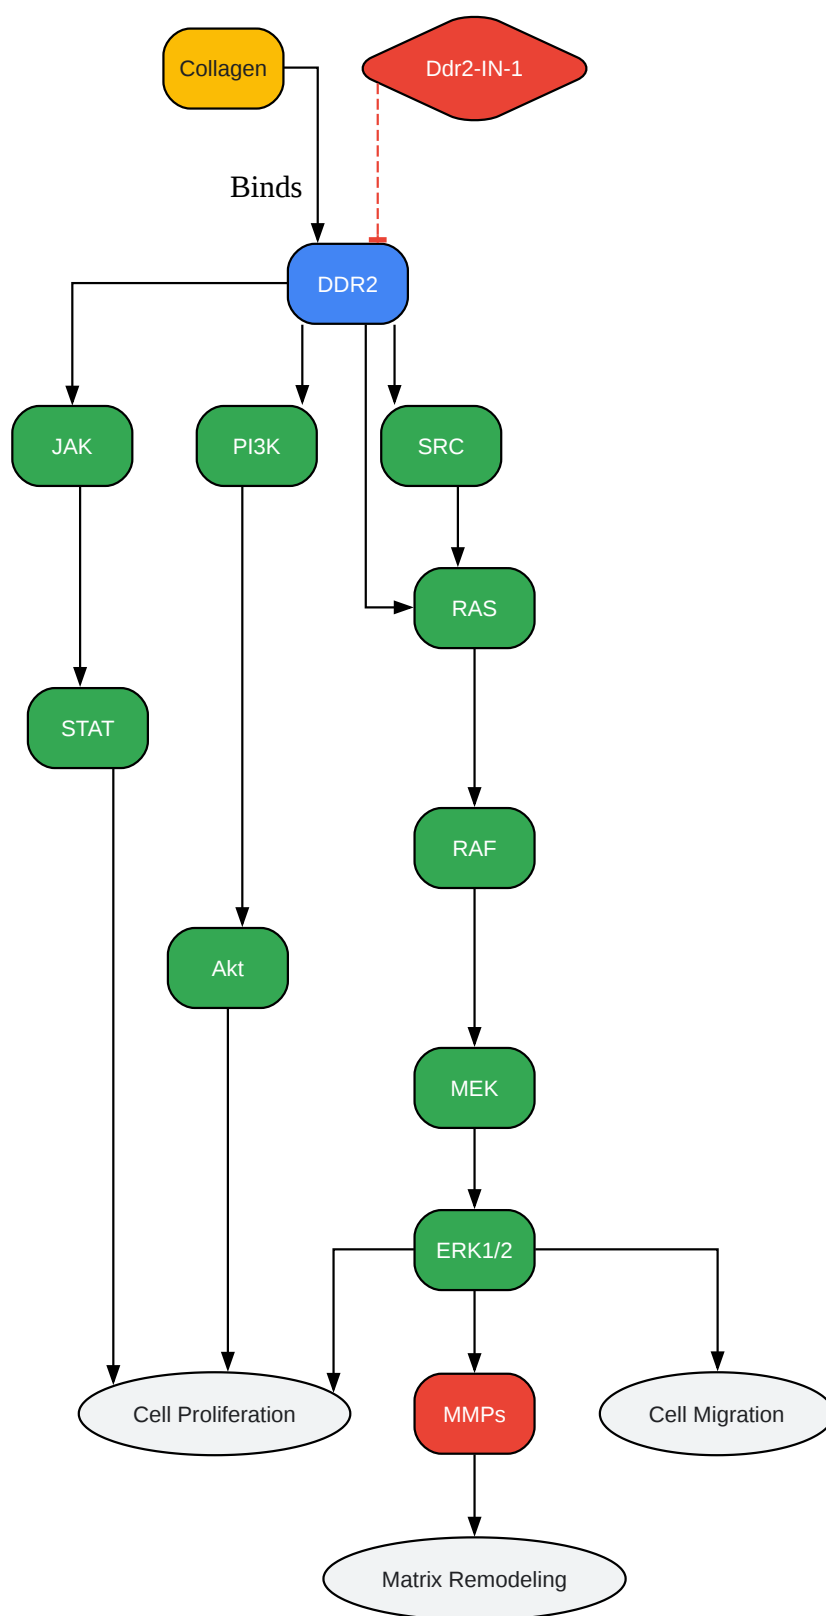 Collagen
Ddr2-IN-1
Binds
DDR2
JAK
PI3K
SRC
RAS
STAT
RAF
Akt
MEK
ERK1/2
Cell Proliferation
MMPs
Cell Migration
Matrix Remodeling